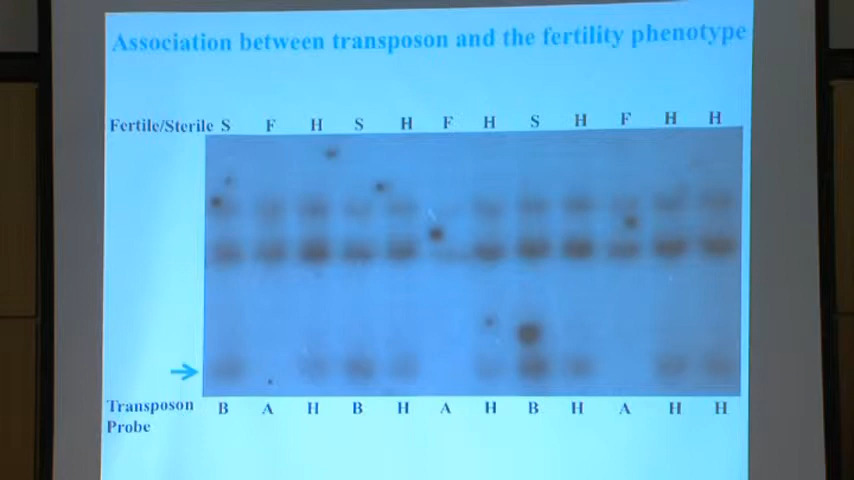 Association between transposon and the fertility phenotype
Fertile/Sterile S F H S H F H S H F H H
Transposon B A H B H A H B H A H H
Probe